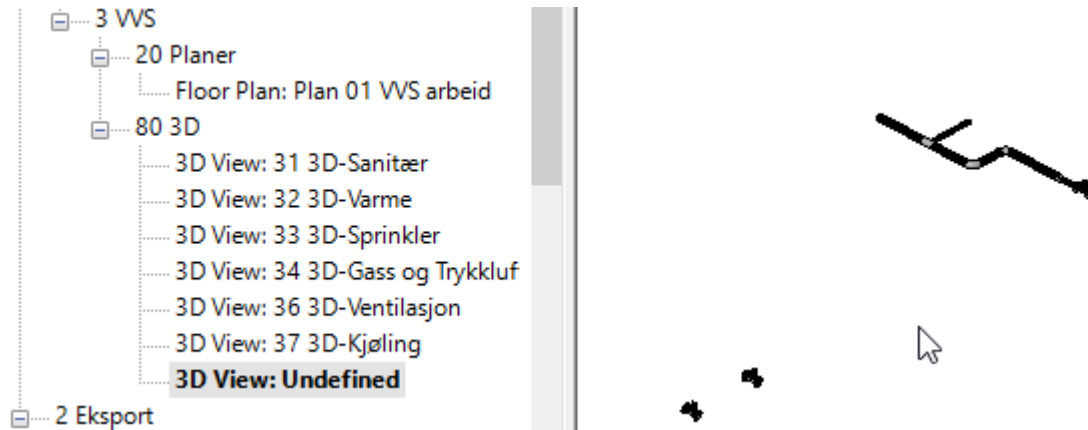 3 VVS
20 Planer
Floor Plan: Plan 01 VVS arbeid
80 3D
3D View: 31 3D-Sanitær
3D View: 32 3D-Varme
3D View: 33 3D-Sprinkler
3D View: 34 3D-Gass og Trykkluf
3D View: 36 3D-Ventilasjon
3D View: 37 3D-Kjøling
3D View: Undefined
2 Eksport